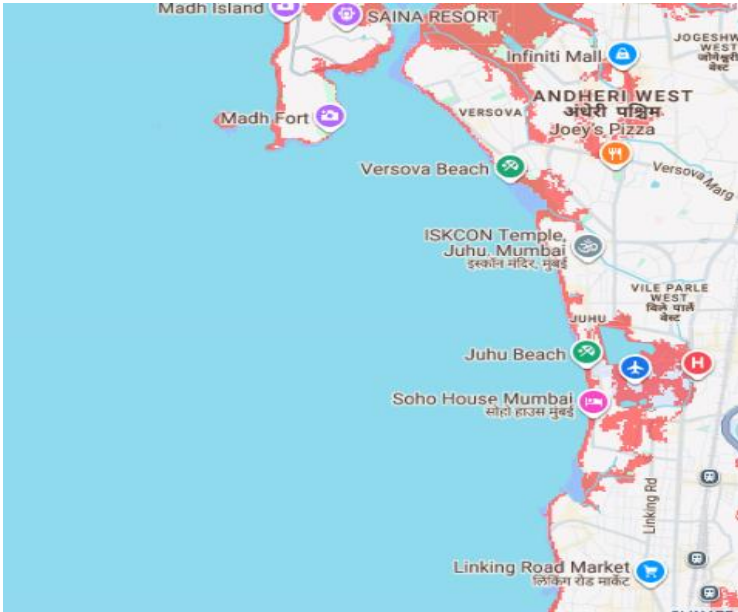 Madh Island
SAINA RESORT
Infiniti Mall
ANDHERI WEST
अंधेरी पश्चिम
Madh Fort
VERSOVA
Joey's Pizza
Versova Beach
Versova Marg
ISKCON Temple,
Juhu, Mumbai
इस्कॉन मंदिर, मुंबई
VILE PARLE
WEST
विले पार्ले
वेस्ट
JUHU
Juhu Beach
H
Soho House Mumbai
सोहो हाउस मुंबई
Linking Rd
Linking Road Market
लिंकिंग रोड मार्केट